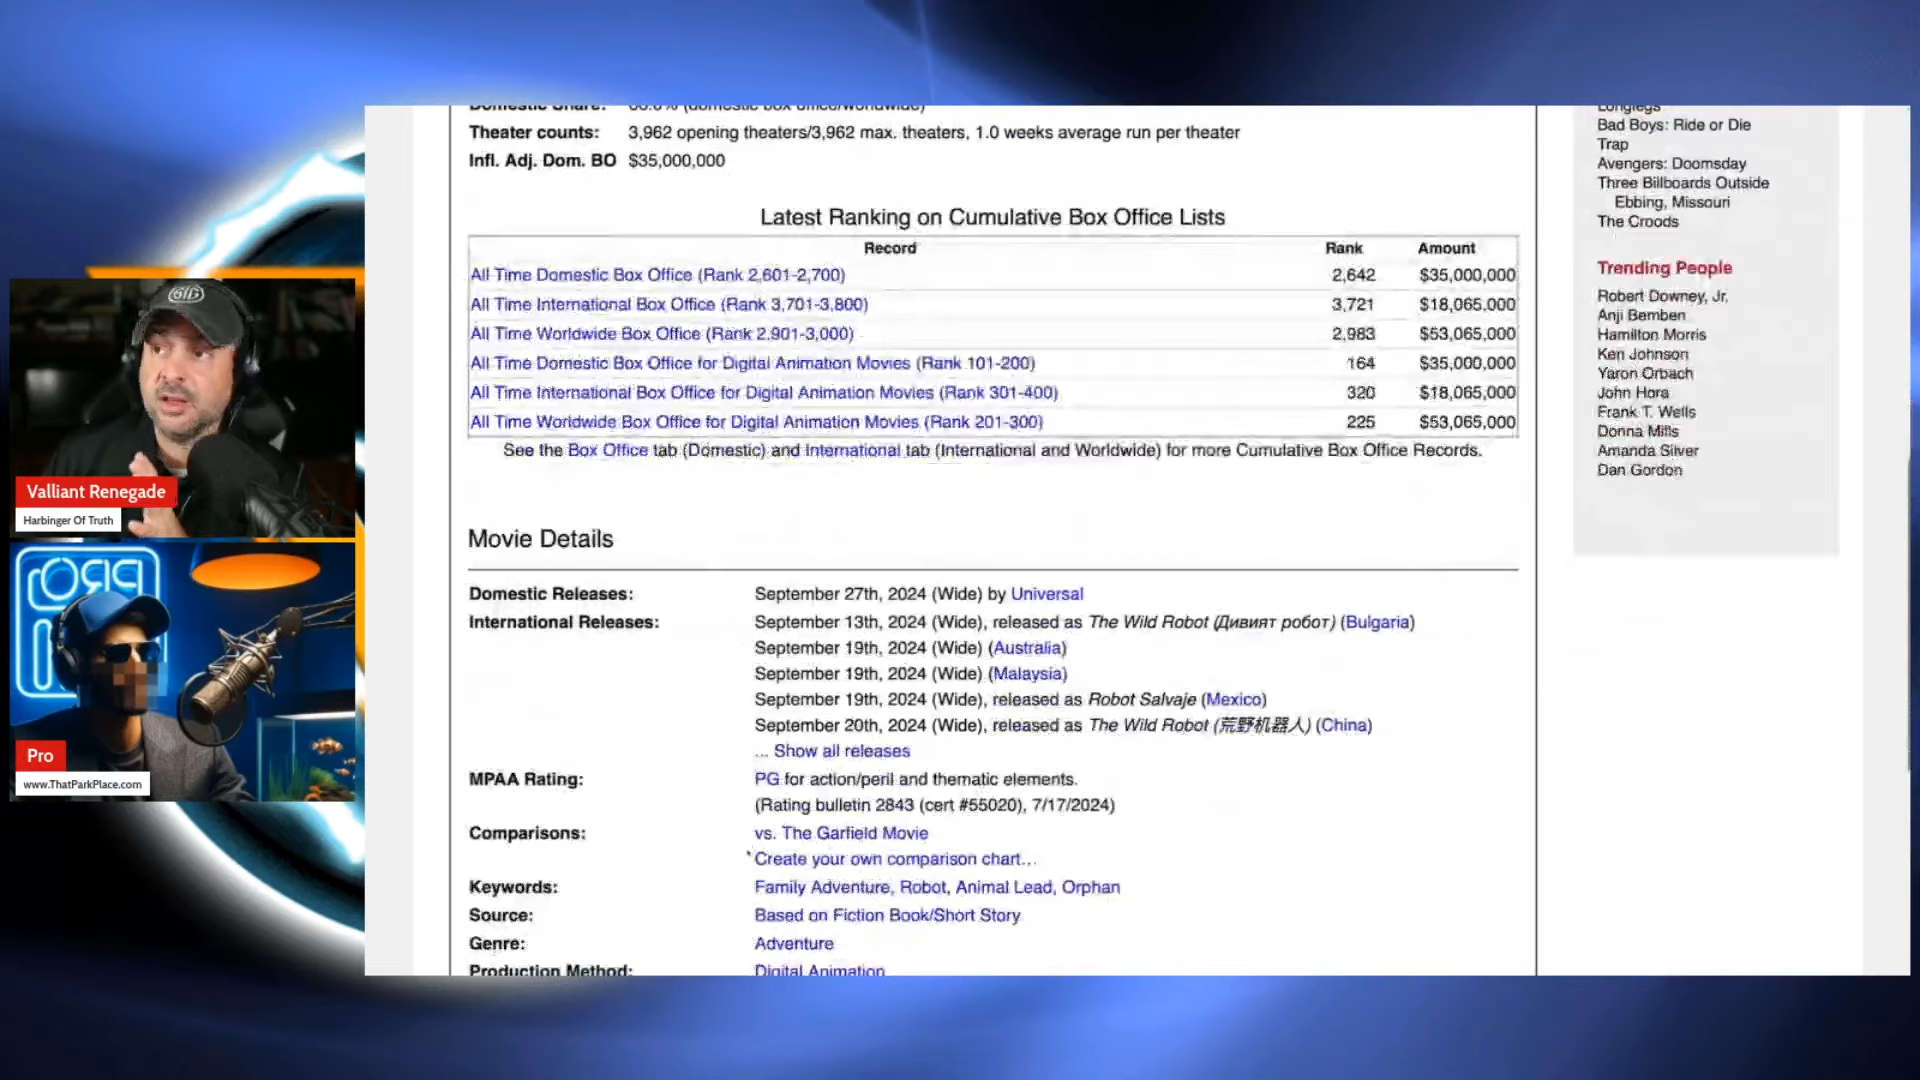 Domestic Share: (domestic box office/worldwide)
Theater counts: 3,962 opening theaters/3,962 max. theaters, 1.0 weeks average run per theater
Infl. Adj. Dom. BO $35,000,000
Latest Ranking on Cumulative Box Office Lists
Record Rank Amount
All Time Domestic Box Office (Rank 2,601-2,700) 2,642 $35,000,000
All Time International Box Office (Rank 3,701-3,800) 3,721 $18,065,000
All Time Worldwide Box Office (Rank 2,901-3,000) 2,983 $53,065,000
All Time Domestic Box Office for Digital Animation Movies (Rank 101-200) 164 $35,000,000
All Time International Box Office for Digital Animation Movies (Rank 301-400) 320 $18,065,000
All Time Worldwide Box Office for Digital Animation Movies (Rank 201-300) 225 $53,065,000
See the Box Office tab (Domestic) and International tab (International and Worldwide) for more Cumulative Box Office Records.
Movie Details
Domestic Releases: September 27th, 2024 (Wide) by Universal
International Releases: September 13th, 2024 (Wide), released as The Wild Robot (Дивият робот) (Bulgaria)
September 19th, 2024 (Wide) (Australia)
September 19th, 2024 (Wide) (Malaysia)
September 19th, 2024 (Wide), released as Robot Salvaje (Mexico)
September 20th, 2024 (Wide), released as The Wild Robot (荒野机器人) (China)
... Show all releases
MPAA Rating: PG for action/peril and thematic elements.
(Rating bulletin 2843 (cert #55020), 7/17/2024)
Comparisons: vs. The Garfield Movie
Create your own comparison chart...
Keywords: Family Adventure, Robot, Animal Lead, Orphan
Source: Based on Fiction Book/Short Story
Genre: Adventure
Production Method: Digital Animation
Longlegs
Bad Boys: Ride or Die
Trap
Avengers: Doomsday
Three Billboards Outside
Ebbing, Missouri
The Croods
Trending People
Robert Downey, Jr.
Anji Bemben
Hamilton Morris
Ken Johnson
Yaron Orbach
John Hora
Frank T. Wells
Donna Mills
Amanda Silver
Dan Gordon
Valliant Renegade
Harbinger Of Truth
PRO
Pro
www.ThatParkPlace.com